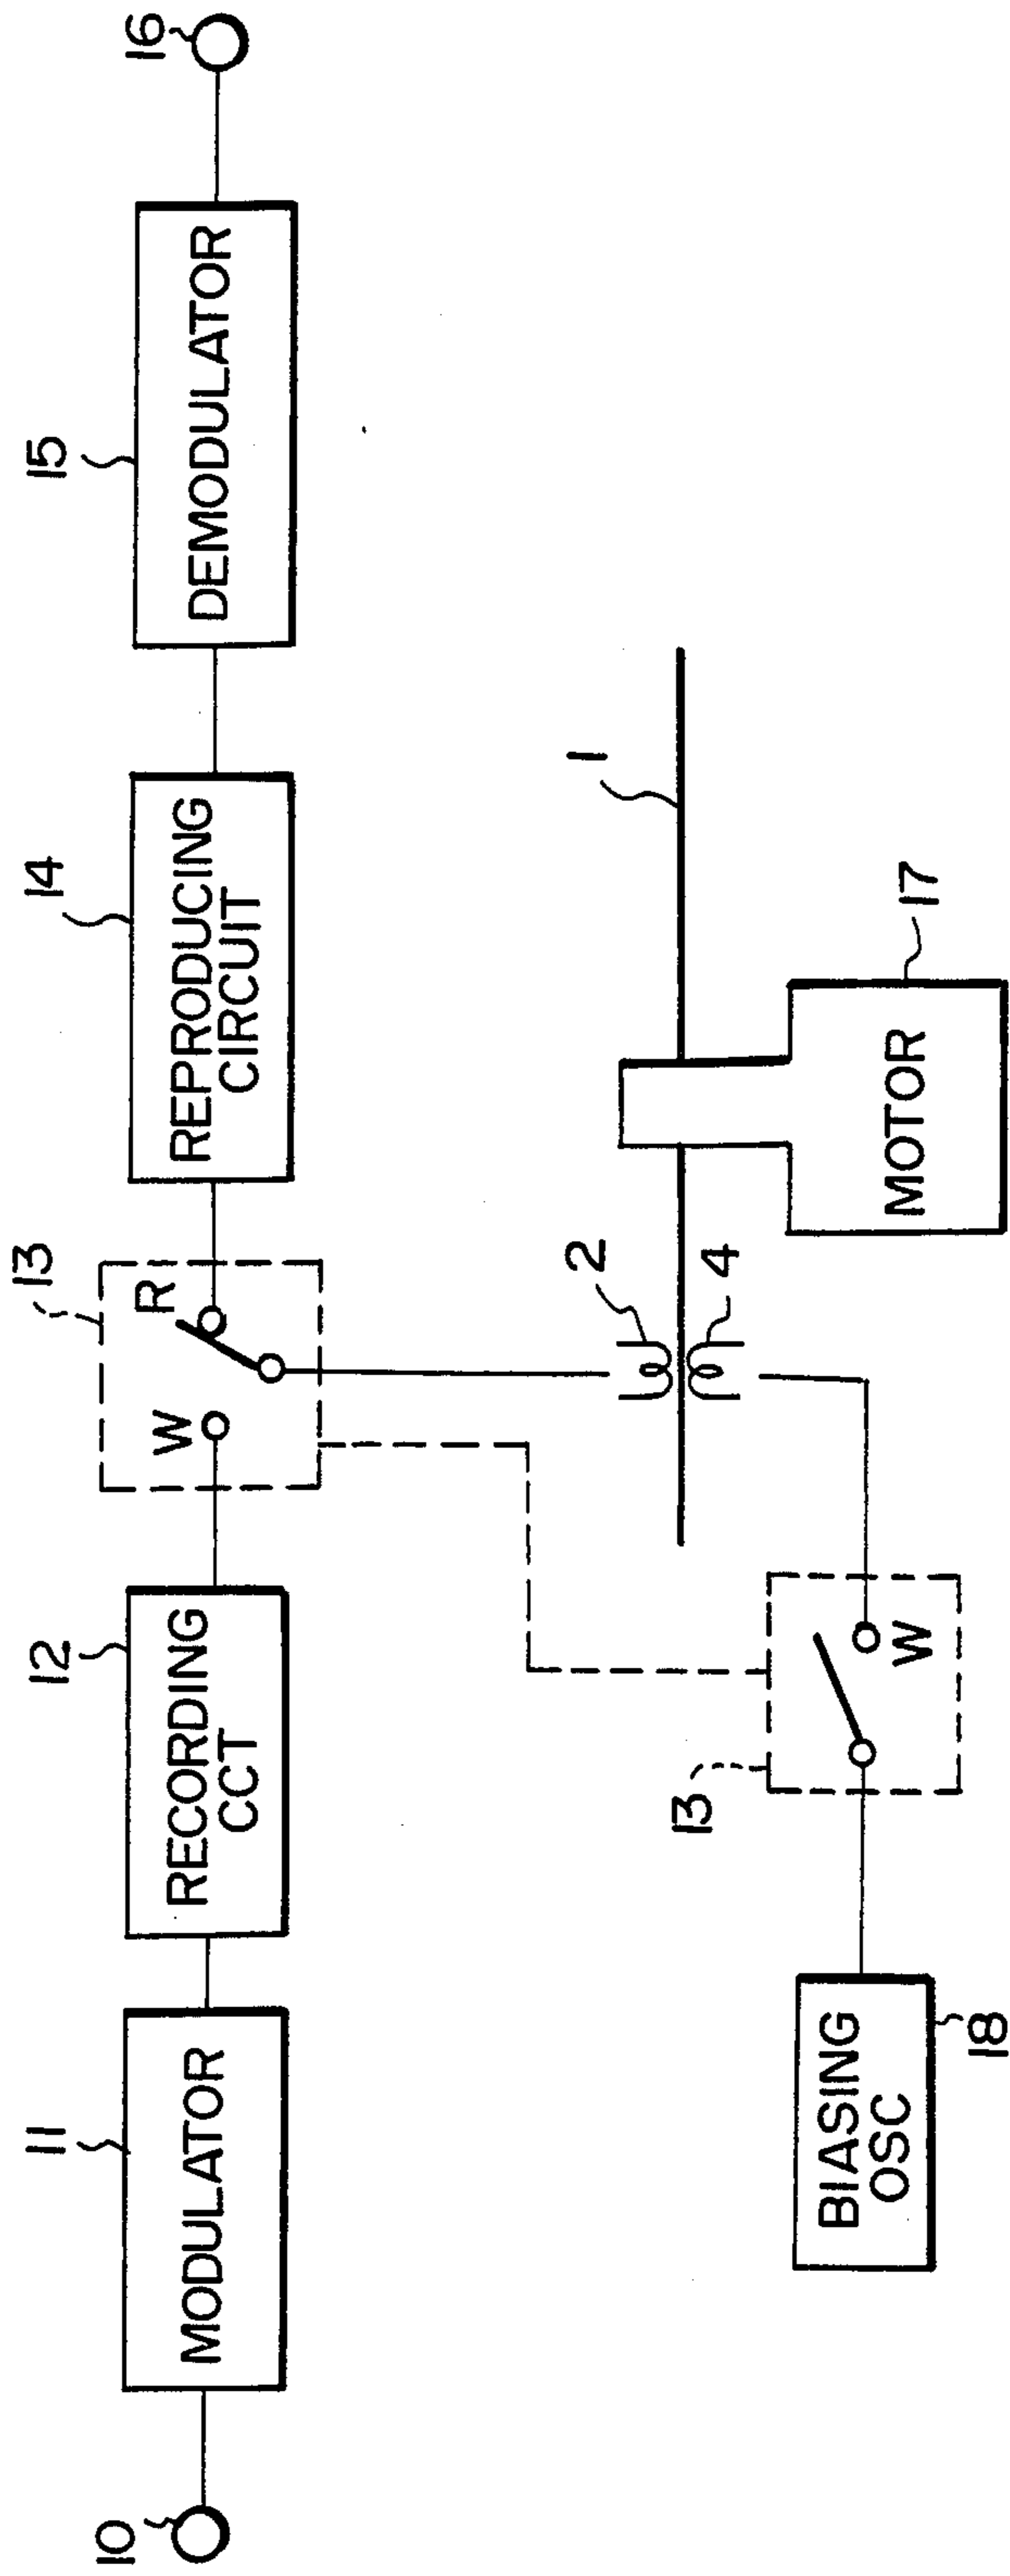 10
11
MODULATOR
12
RECORDING
CCT
13
W
R
14
REPRODUCING
CIRCUIT
15
DEMODULATOR
16
2
4
1
MOTOR
17
13
W
BIASING
OSC
18